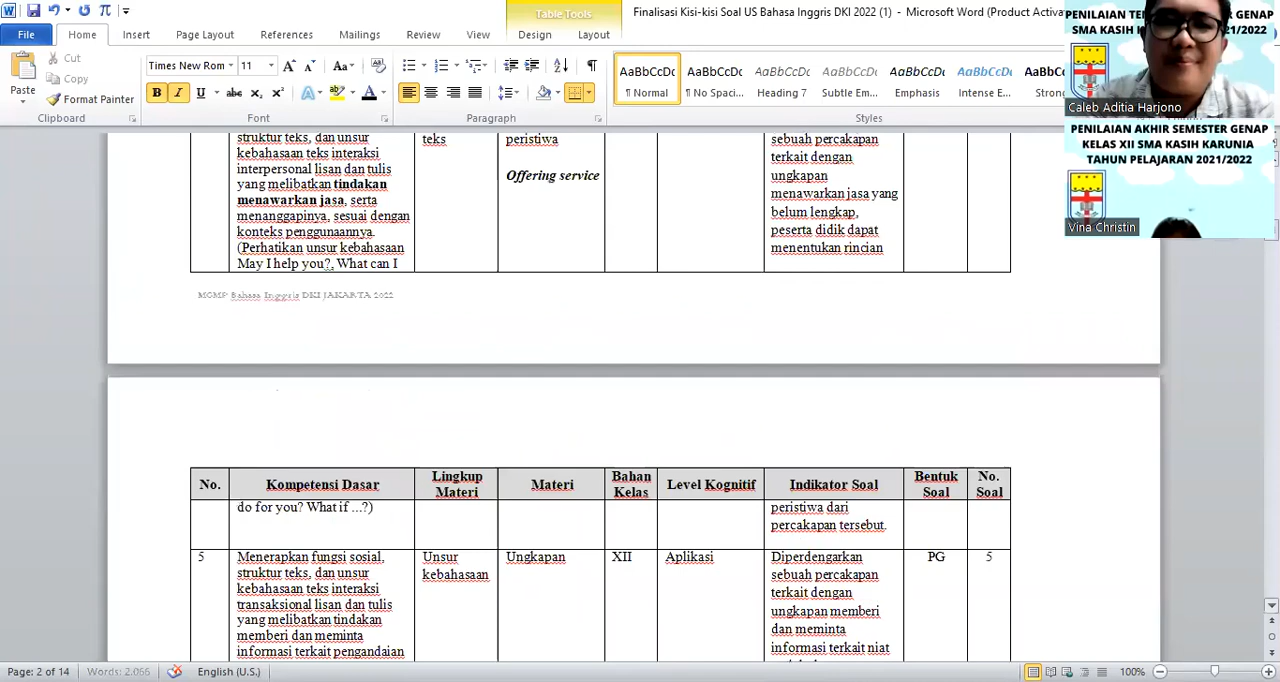 Finalisasi Kisi-kisi Soal US Bahasa Inggris DKI 2022 (1) - Microsoft Word (Product Activa
Table Tools
File Home Insert Page Layout References Mailings Review View Design Layout
Paste
Cut
Copy
Format Painter
Times New Rom 11
Clipboard Font Paragraph Styles
AaBbCcDc AaBbCcDc AaBbCcDc AaBbCcDc AaBbCcDc AaBbCcDc AaBbCc
¶ Normal ¶ No Spaci... Heading 7 Subtle Em... Emphasis Intense E... Strong
SMA KASIH
Caleb Aditia Harjono
PENILAIAN AKHIR SEMESTER GENAP
KELAS XII SMA KASIH KARUNIA
TAHUN PELAJARAN 2021/2022
Vina Christin
struktur teks, dan unsur
kebahasaan teks interaksi
interpersonal lisan dan tulis
yang melibatkan tindakan
menawarkan jasa, serta
menanggapinya, sesuai dengan
konteks penggunaannya.
(Perhatikan unsur kebahasaan
May I help you?, What can I
teks
peristiwa
Offering service
sebuah percakapan
terkait dengan
ungkapan
menawarkan jasa yang
belum lengkap,
peserta didik dapat
menentukan rincian
MGMP Bahasa Inggris DKI JAKARTA 2022
No. Kompetensi Dasar Lingkup Materi Materi Bahan Kelas Level Kognitif Indikator Soal Bentuk Soal No. Soal
do for you? What if ...?)
peristiwa dari
percakapan tersebut.
5
Menerapkan fungsi sosial,
struktur teks, dan unsur
kebahasaan teks interaksi
transaksional lisan dan tulis
yang melibatkan tindakan
memberi dan meminta
informasi terkait pengandaian
Unsur
kebahasaan
Ungkapan
XII
Aplikasi
Diperdengarkan
sebuah percakapan
terkait dengan
ungkapan memberi
dan meminta
informasi terkait niat
PG
5
Page: 2 of 14 Words: 2.066 English (U.S.) 100%